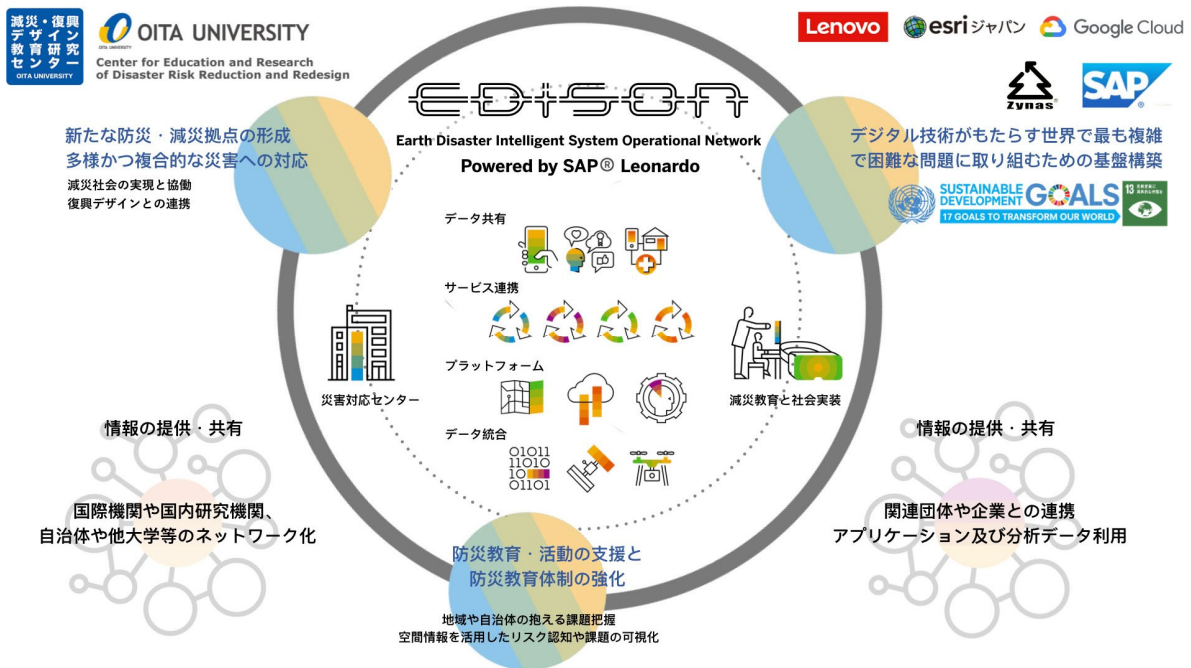 減災・復興
デザイン
教育研究
センター
OITA UNIVERSITY
OITA UNIVERSITY
OITA UNIVERSITY
Center for Education and Research
of Disaster Risk Reduction and Redesign
Lenovo
esriジャパン
Google Cloud
Zynas
SAP®
EDiSON
Earth Disaster Intelligent System Operational Network
Powered by SAP® Leonardo
新たな防災・減災拠点の形成
多様かつ複合的な災害への対応
減災社会の実現と協働
復興デザインとの連携
デジタル技術がもたらす世界で最も複雑
で困難な問題に取り組むための基盤構築
SUSTAINABLE
DEVELOPMENT
GOALS
17 GOALS TO TRANSFORM OUR WORLD
13
データ共有
サービス連携
プラットフォーム
データ統合
01011
11010
10
01101
災害対応センター
減災教育と社会実装
情報の提供・共有
国際機関や国内研究機関、
自治体や他大学等のネットワーク化
情報の提供・共有
関連団体や企業との連携
アプリケーション及び分析データ利用
防災教育・活動の支援と
防災教育体制の強化
地域や自治体の抱える課題把握
空間情報を活用したリスク認知や課題の可視化